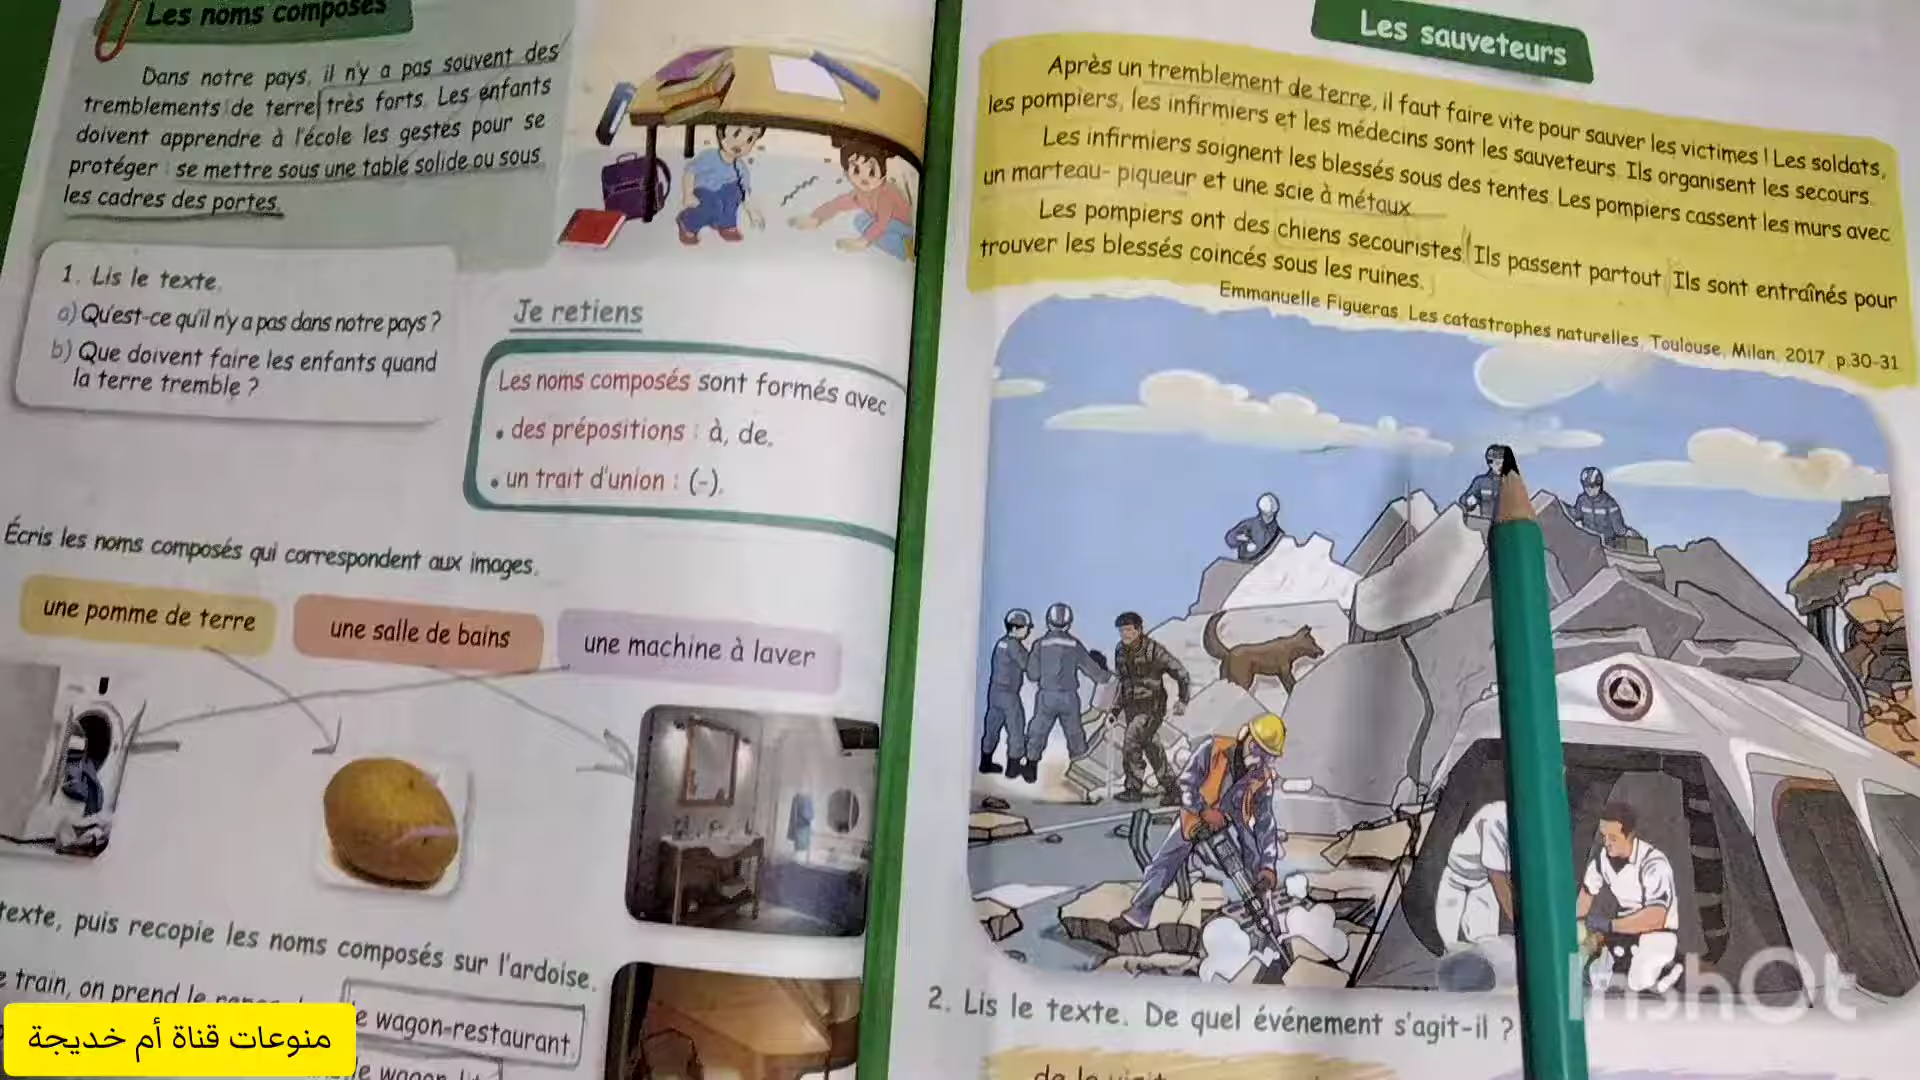 Les noms composés
Dans notre pays, il n'y a pas souvent des
tremblements de terre très forts. Les enfants
doivent apprendre à l'école les gestes pour se
protéger : se mettre sous une table solide ou sous
les cadres des portes.
1. Lis le texte.
a) Qu'est-ce qu'il n'y a pas dans notre pays ?
b) Que doivent faire les enfants quand
la terre tremble ?
Je retiens
Les noms composés sont formés avec
• des prépositions : à, de.
• un trait d'union : (-).
Écris les noms composés qui correspondent aux images.
une pomme de terre
une salle de bains
une machine à laver
texte, puis recopie les noms composés sur l'ardoise.
train, on prend le
wagon-restaurant
منوعات قناة أم خديجة
Les sauveteurs
Après un tremblement de terre, il faut faire vite pour sauver les victimes ! Les soldats,
les pompiers, les infirmiers et les médecins sont les sauveteurs. Ils organisent les secours.
Les infirmiers soignent les blessés sous des tentes. Les pompiers cassent les murs avec
un marteau- piqueur et une scie à métaux.
Les pompiers ont des chiens secouristes. Ils passent partout. Ils sont entraînés pour
trouver les blessés coincés sous les ruines.
Emmanuelle Figueras, Les catastrophes naturelles, Toulouse, Milan, 2017, p.30-31
2. Lis le texte. De quel événement s'agit-il ?
InShOt